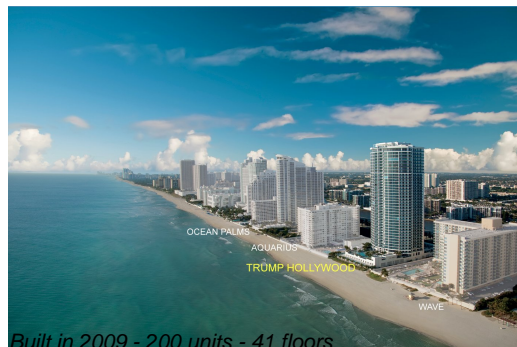 OCEAN PALMS
AQUARIUS
TRUMP HOLLYWOOD
WAVE
Built in 2009 - 200 units - 41 floors